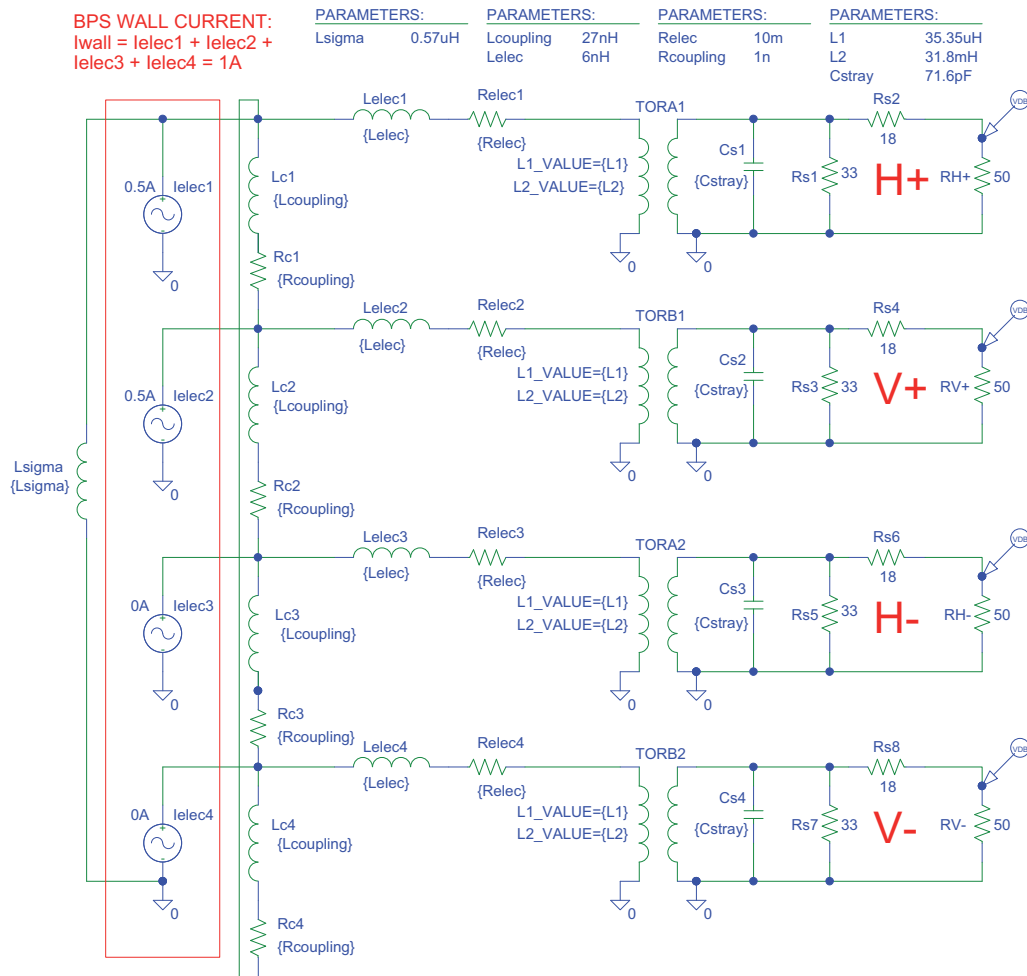 BPS WALL CURRENT:
Iwall = Ielec1 + Ielec2 +
Ielec3 + Ielec4 = 1A
PARAMETERS:
Lsigma 0.57uH
PARAMETERS:
Lcoupling 27nH
Lelec 6nH
PARAMETERS:
Relec 10m
Rcoupling 1n
PARAMETERS:
L1 35.35uH
L2 31.8mH
Cstray 71.6pF
Lelec1
{Lelec}
Relec1
{Relec}
TORA1
L1_VALUE={L1}
L2_VALUE={L2}
Cs1
{Cstray}
Rs1
33
Rs2
18
H+
RH+
50
VDB
0.5A
Ielec1
0
Lc1
{Lcoupling}
Rc1
{Rcoupling}
0
0
Lelec2
{Lelec}
Relec2
{Relec}
TORB1
L1_VALUE={L1}
L2_VALUE={L2}
Cs2
{Cstray}
Rs3
33
Rs4
18
V+
RV+
50
VDB
0.5A
Ielec2
0
Lc2
{Lcoupling}
Rc2
{Rcoupling}
0
0
Lsigma
{Lsigma}
Lelec3
{Lelec}
Relec3
{Relec}
TORA2
L1_VALUE={L1}
L2_VALUE={L2}
Cs3
{Cstray}
Rs5
33
Rs6
18
H-
RH-
50
VDB
0A
Ielec3
0
Lc3
{Lcoupling}
Rc3
{Rcoupling}
0
0
Lelec4
{Lelec}
Relec4
{Relec}
TORB2
L1_VALUE={L1}
L2_VALUE={L2}
Cs4
{Cstray}
Rs7
33
Rs8
18
V-
RV-
50
VDB
0A
Ielec4
0
Lc4
{Lcoupling}
Rc4
{Rcoupling}
0
0